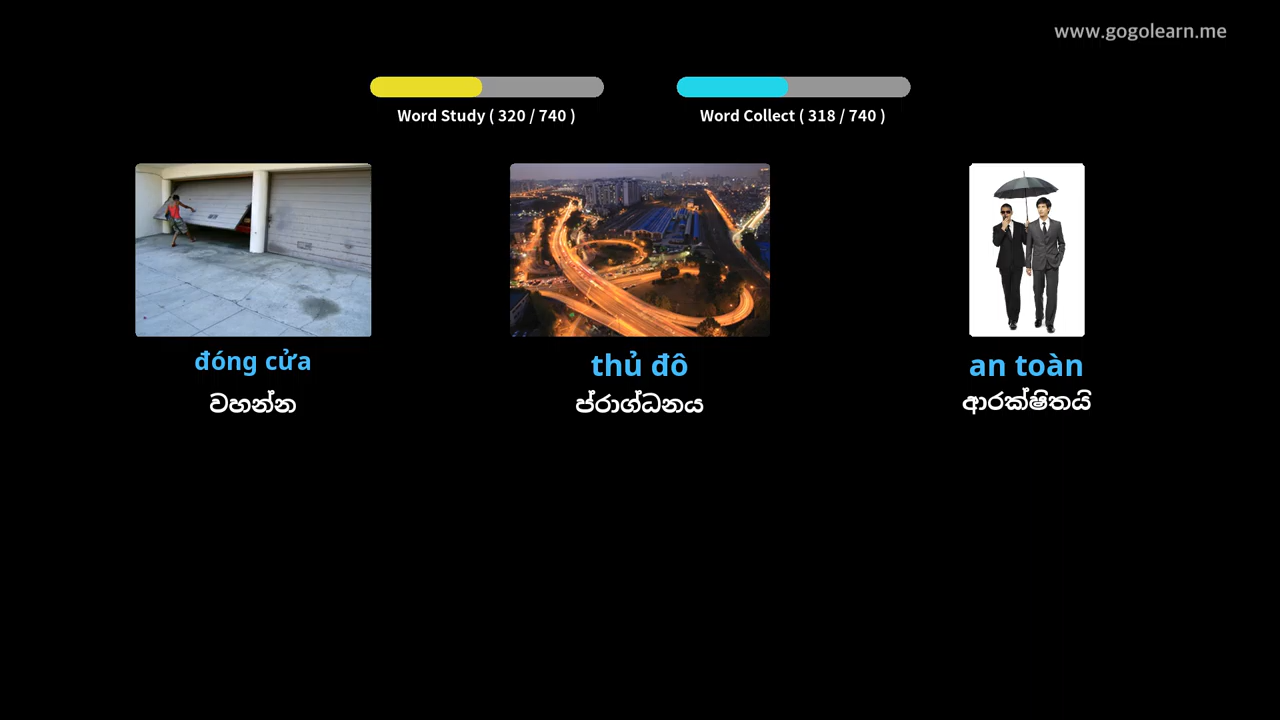 www.gogolearn.me
Word Study ( 320 / 740 )
Word Collect ( 318 / 740 )
đóng cửa
thủ đô
an toàn
වහන්න
ප්රාග්ධනය
ආරක්ෂිතයි